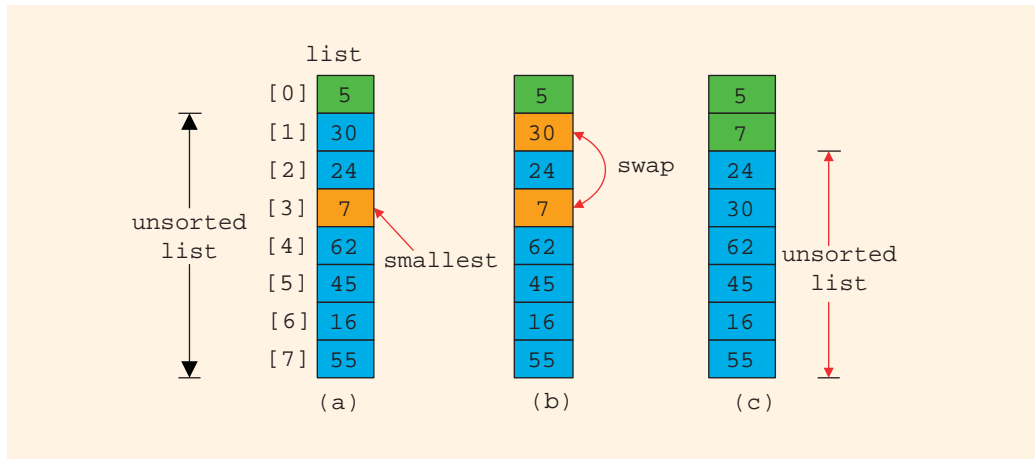 list
[0] 5 5 5
[1] 30 30 7
[2] 24 24 24
swap
[3] 7 7 30
unsorted
list
[4] 62 62 62
smallest
unsorted
list
[5] 45 45 45
[6] 16 16 16
[7] 55 55 55
(a) (b) (c)